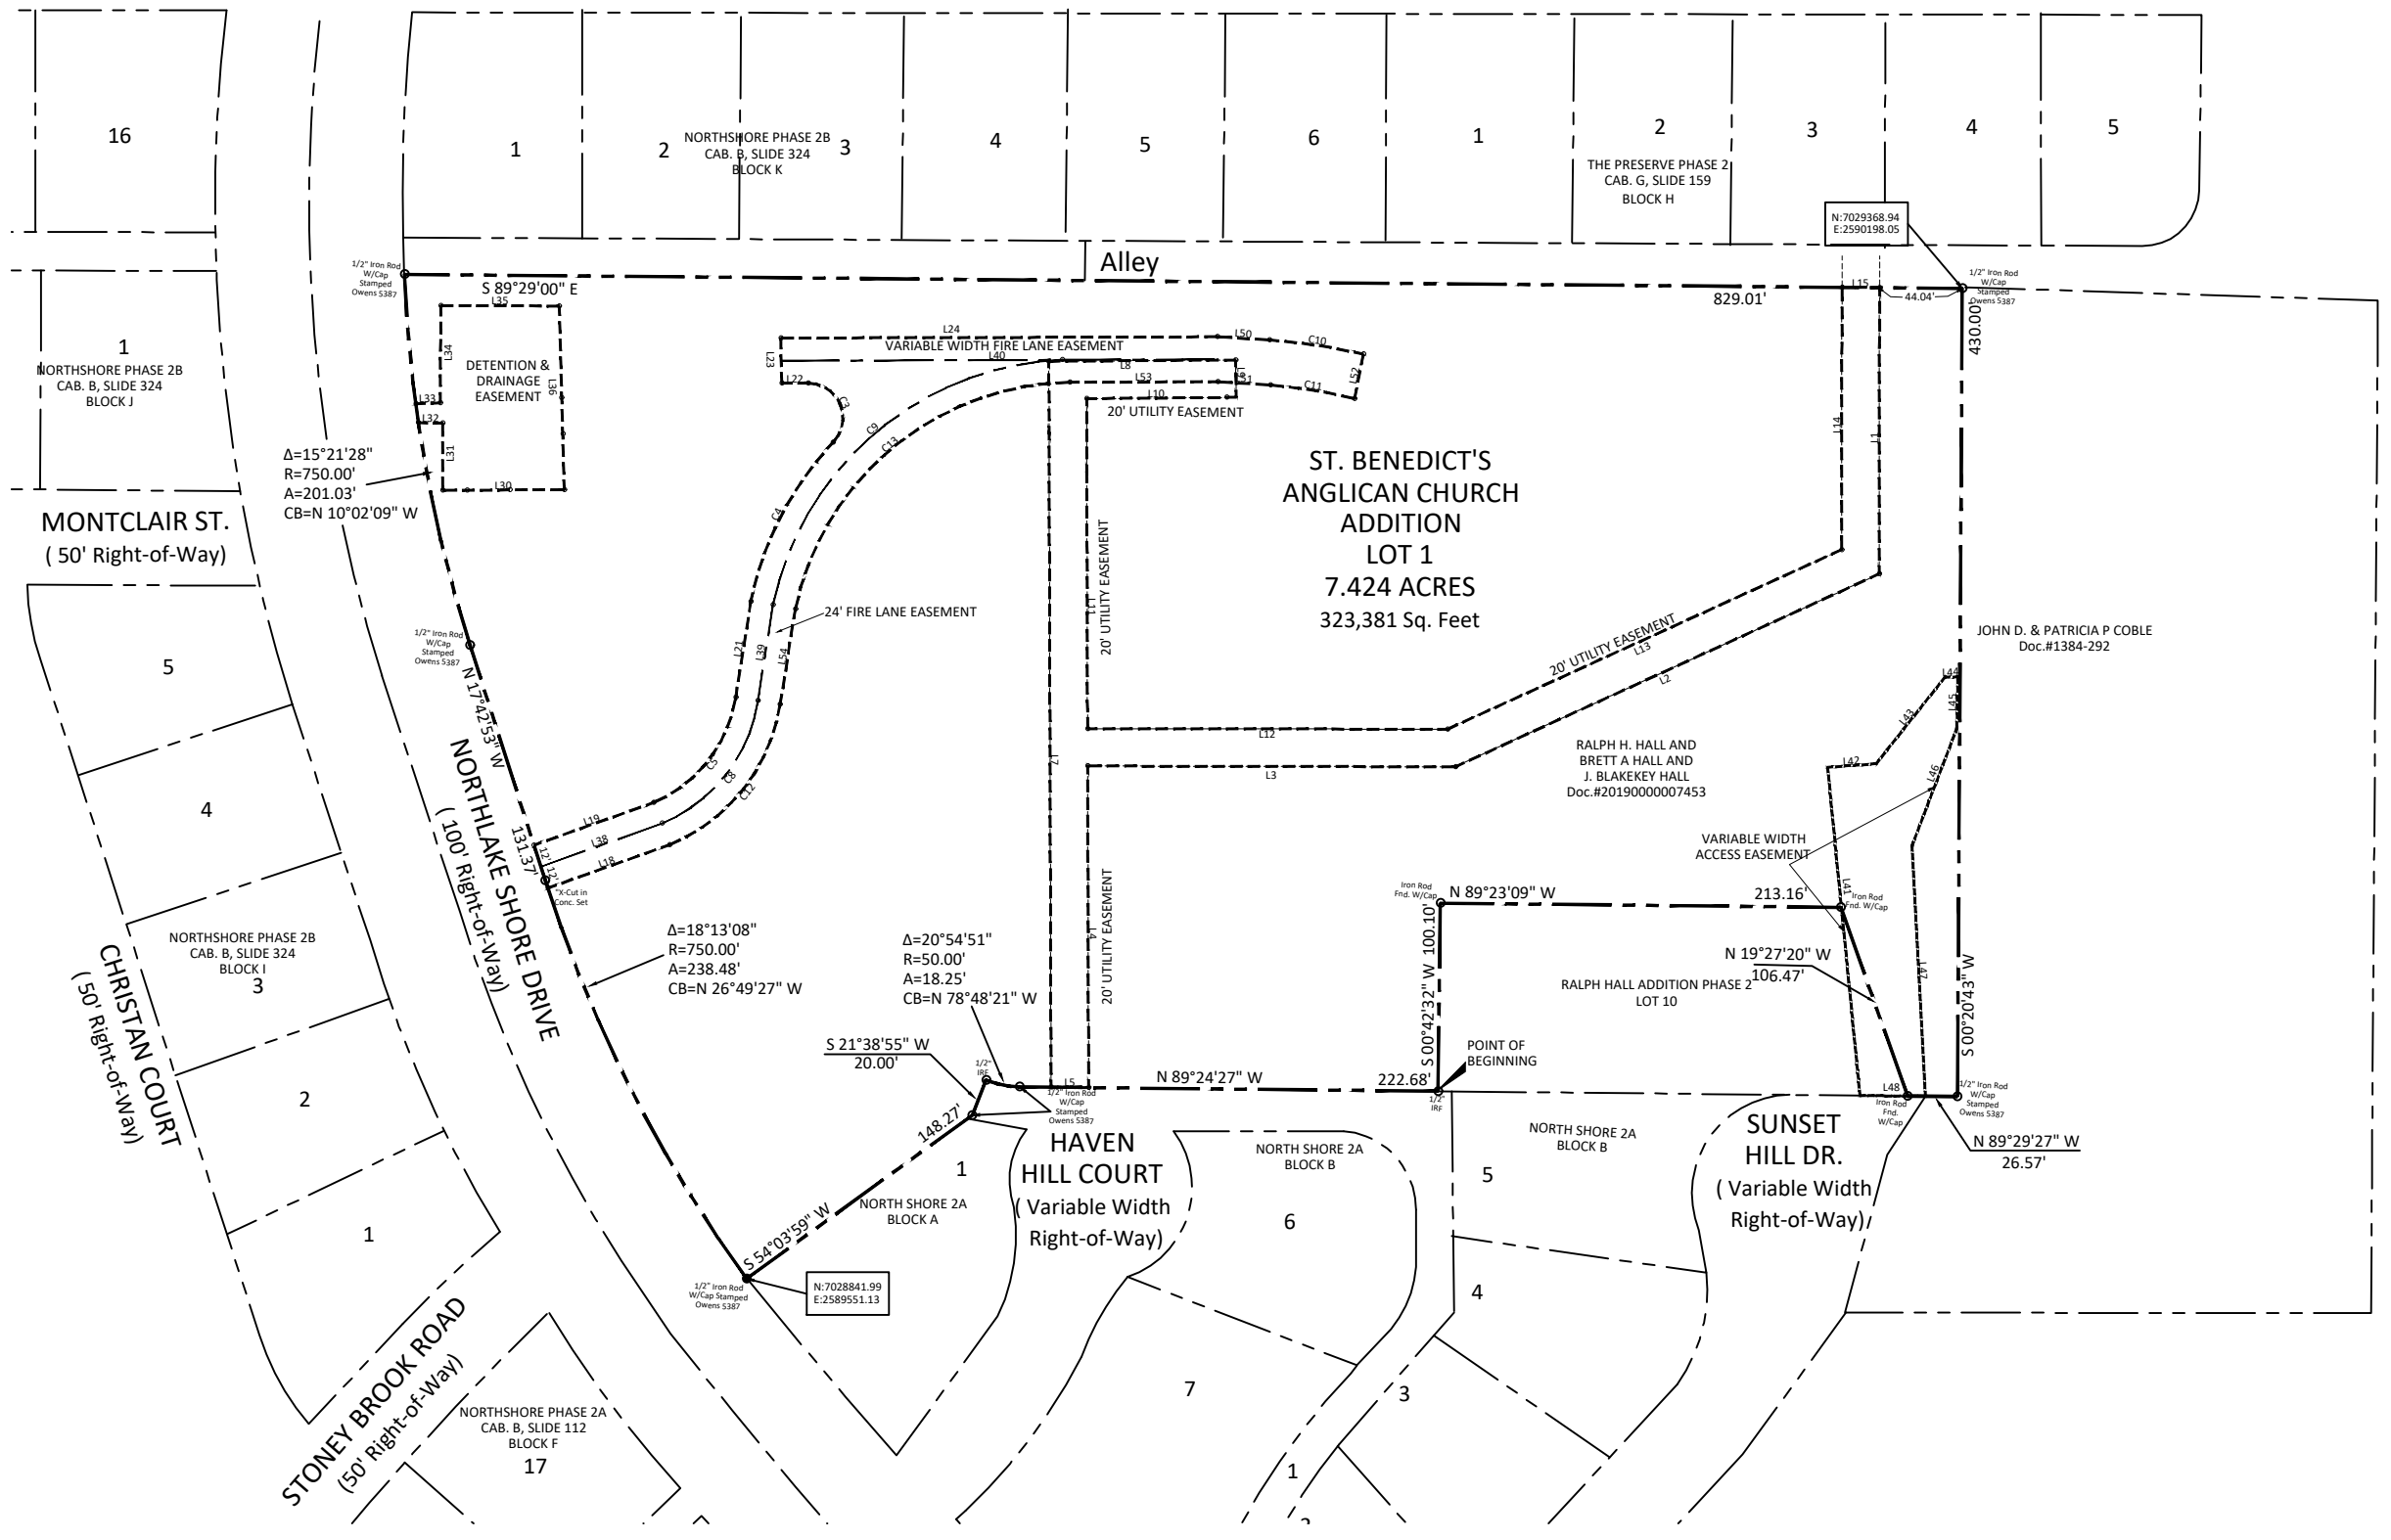 16
1
2
NORTHSHORE PHASE 2B
CAB. B, SLIDE 324
BLOCK K
3
4
5
6
1
2
THE PRESERVE PHASE 2
CAB. G, SLIDE 159
BLOCK H
3
4
5
N:7029368.94
E:2590198.05
Alley
1/2" Iron Rod
W/Cap
Stamped
Owens 5387
S 89°29'00" E
829.01'
L15
44.04'
1/2" Iron Rod
W/Cap
Stamped
Owens 5387
430.00'
L35
L34
L33
L32
L31
L36
L30
DETENTION &
DRAINAGE
EASEMENT
L24
VARIABLE WIDTH FIRE LANE EASEMENT
L40
L23
L22
C3
L8
L53
L10
L50
C10
L51
C11
L52
20' UTILITY EASEMENT
C9
C13
C4
1
NORTHSHORE PHASE 2B
CAB. B, SLIDE 324
BLOCK J
Δ=15°21'28"
R=750.00'
A=201.03'
CB=N 10°02'09" W
MONTCLAIR ST.
( 50' Right-of-Way)
ST. BENEDICT'S
ANGLICAN CHURCH
ADDITION
LOT 1
7.424 ACRES
323,381 Sq. Feet
L14
L1
20' UTILITY EASEMENT
L11
24' FIRE LANE EASEMENT
L21
L39
L54
20' UTILITY EASEMENT
L13
L2
JOHN D. & PATRICIA P COBLE
Doc.#1384-292
1/2" Iron Rod
W/Cap
Stamped
Owens 5387
N 17°42'53" W
131.37'
5
L44
L45
L43
L42
L46
L12
L3
L7
RALPH H. HALL AND
BRETT A HALL AND
J. BLAKEKEY HALL
Doc.#20190000007453
C5
C8
C12
L19
L38
L18
12'
12'
"X-Cut in
Conc. Set
NORTHLAKE SHORE DRIVE
( 100' Right-of-Way)
4
VARIABLE WIDTH
ACCESS EASEMENT
Iron Rod
Fnd. W/Cap
N 89°23'09" W
213.16'
L41
Iron Rod
Fnd. W/Cap
S 00°42'32" W 100.10'
20' UTILITY EASEMENT
L4
NORTHSHORE PHASE 2B
CAB. B, SLIDE 324
BLOCK I
3
CHRISTAN COURT
( 50' Right-of-Way)
Δ=18°13'08"
R=750.00'
A=238.48'
CB=N 26°49'27" W
Δ=20°54'51"
R=50.00'
A=18.25'
CB=N 78°48'21" W
N 19°27'20" W
106.47'
RALPH HALL ADDITION PHASE 2
LOT 10
L47
S 00°20'43" W
S 21°38'55" W
20.00'
1/2"
IRF
POINT OF
BEGINNING
N 89°24'27" W
222.68'
L5
1/2" Iron Rod
W/Cap
Stamped
Owens 5387
1/2"
IRF
L48
Iron Rod
Fnd.
W/Cap
1/2" Iron Rod
W/Cap
Stamped
Owens 5387
2
148.27'
S 54°03'59" W
1
NORTH SHORE 2A
BLOCK A
HAVEN
HILL COURT
( Variable Width
Right-of-Way)
NORTH SHORE 2A
BLOCK B
NORTH SHORE 2A
BLOCK B
5
6
SUNSET
HILL DR.
( Variable Width
Right-of-Way)
N 89°29'27" W
26.57'
1
1/2" Iron Rod
W/Cap Stamped
Owens 5387
N:7028841.99
E:2589551.13
4
STONEY BROOK ROAD
(50' Right-of-Way)
7
3
NORTHSHORE PHASE 2A
CAB. B, SLIDE 112
BLOCK F
17
1